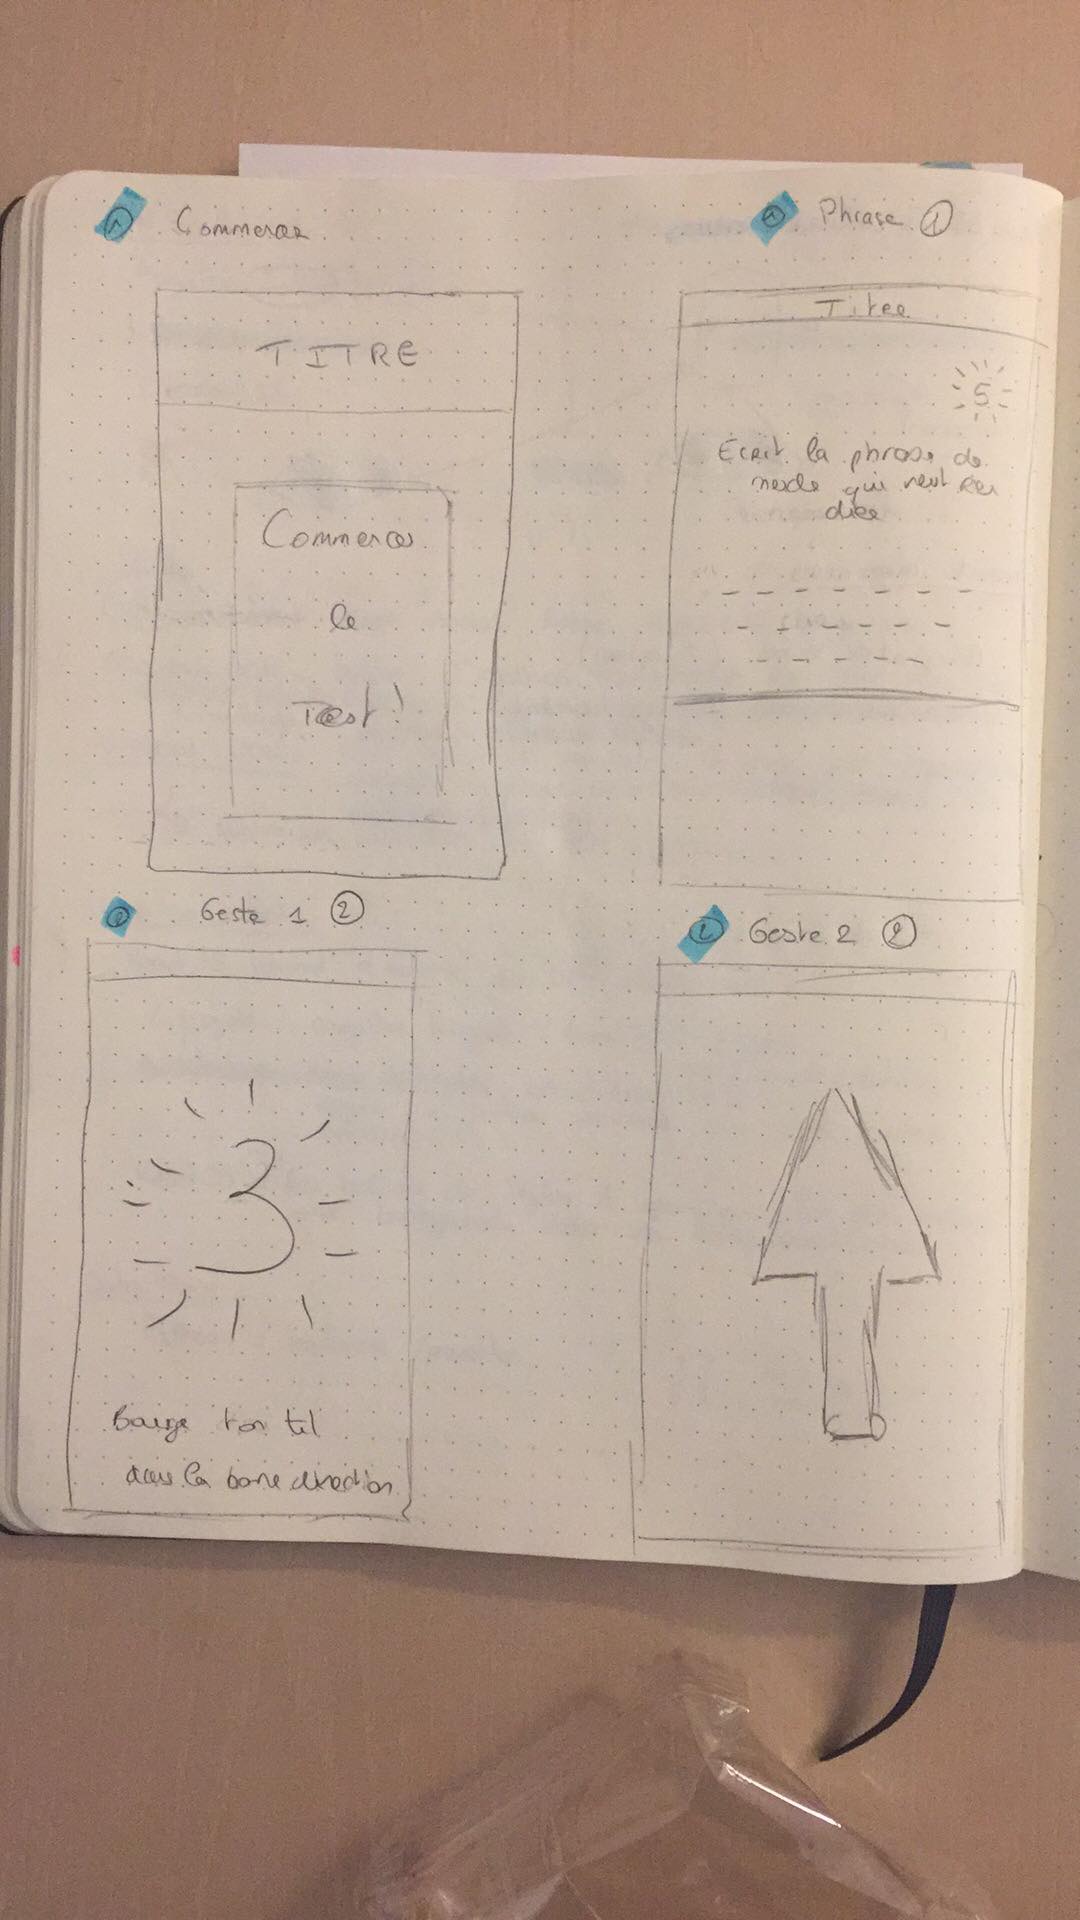 ① Commencer
TITRE
Commencer
le
Test !
① Phrase ①
Titre
5
Ecrit la phrase de
merde qui veut rien
dire
② Geste 1 ②
3
Bouge ton tel
dans la bonne direction
② Geste 2 ②